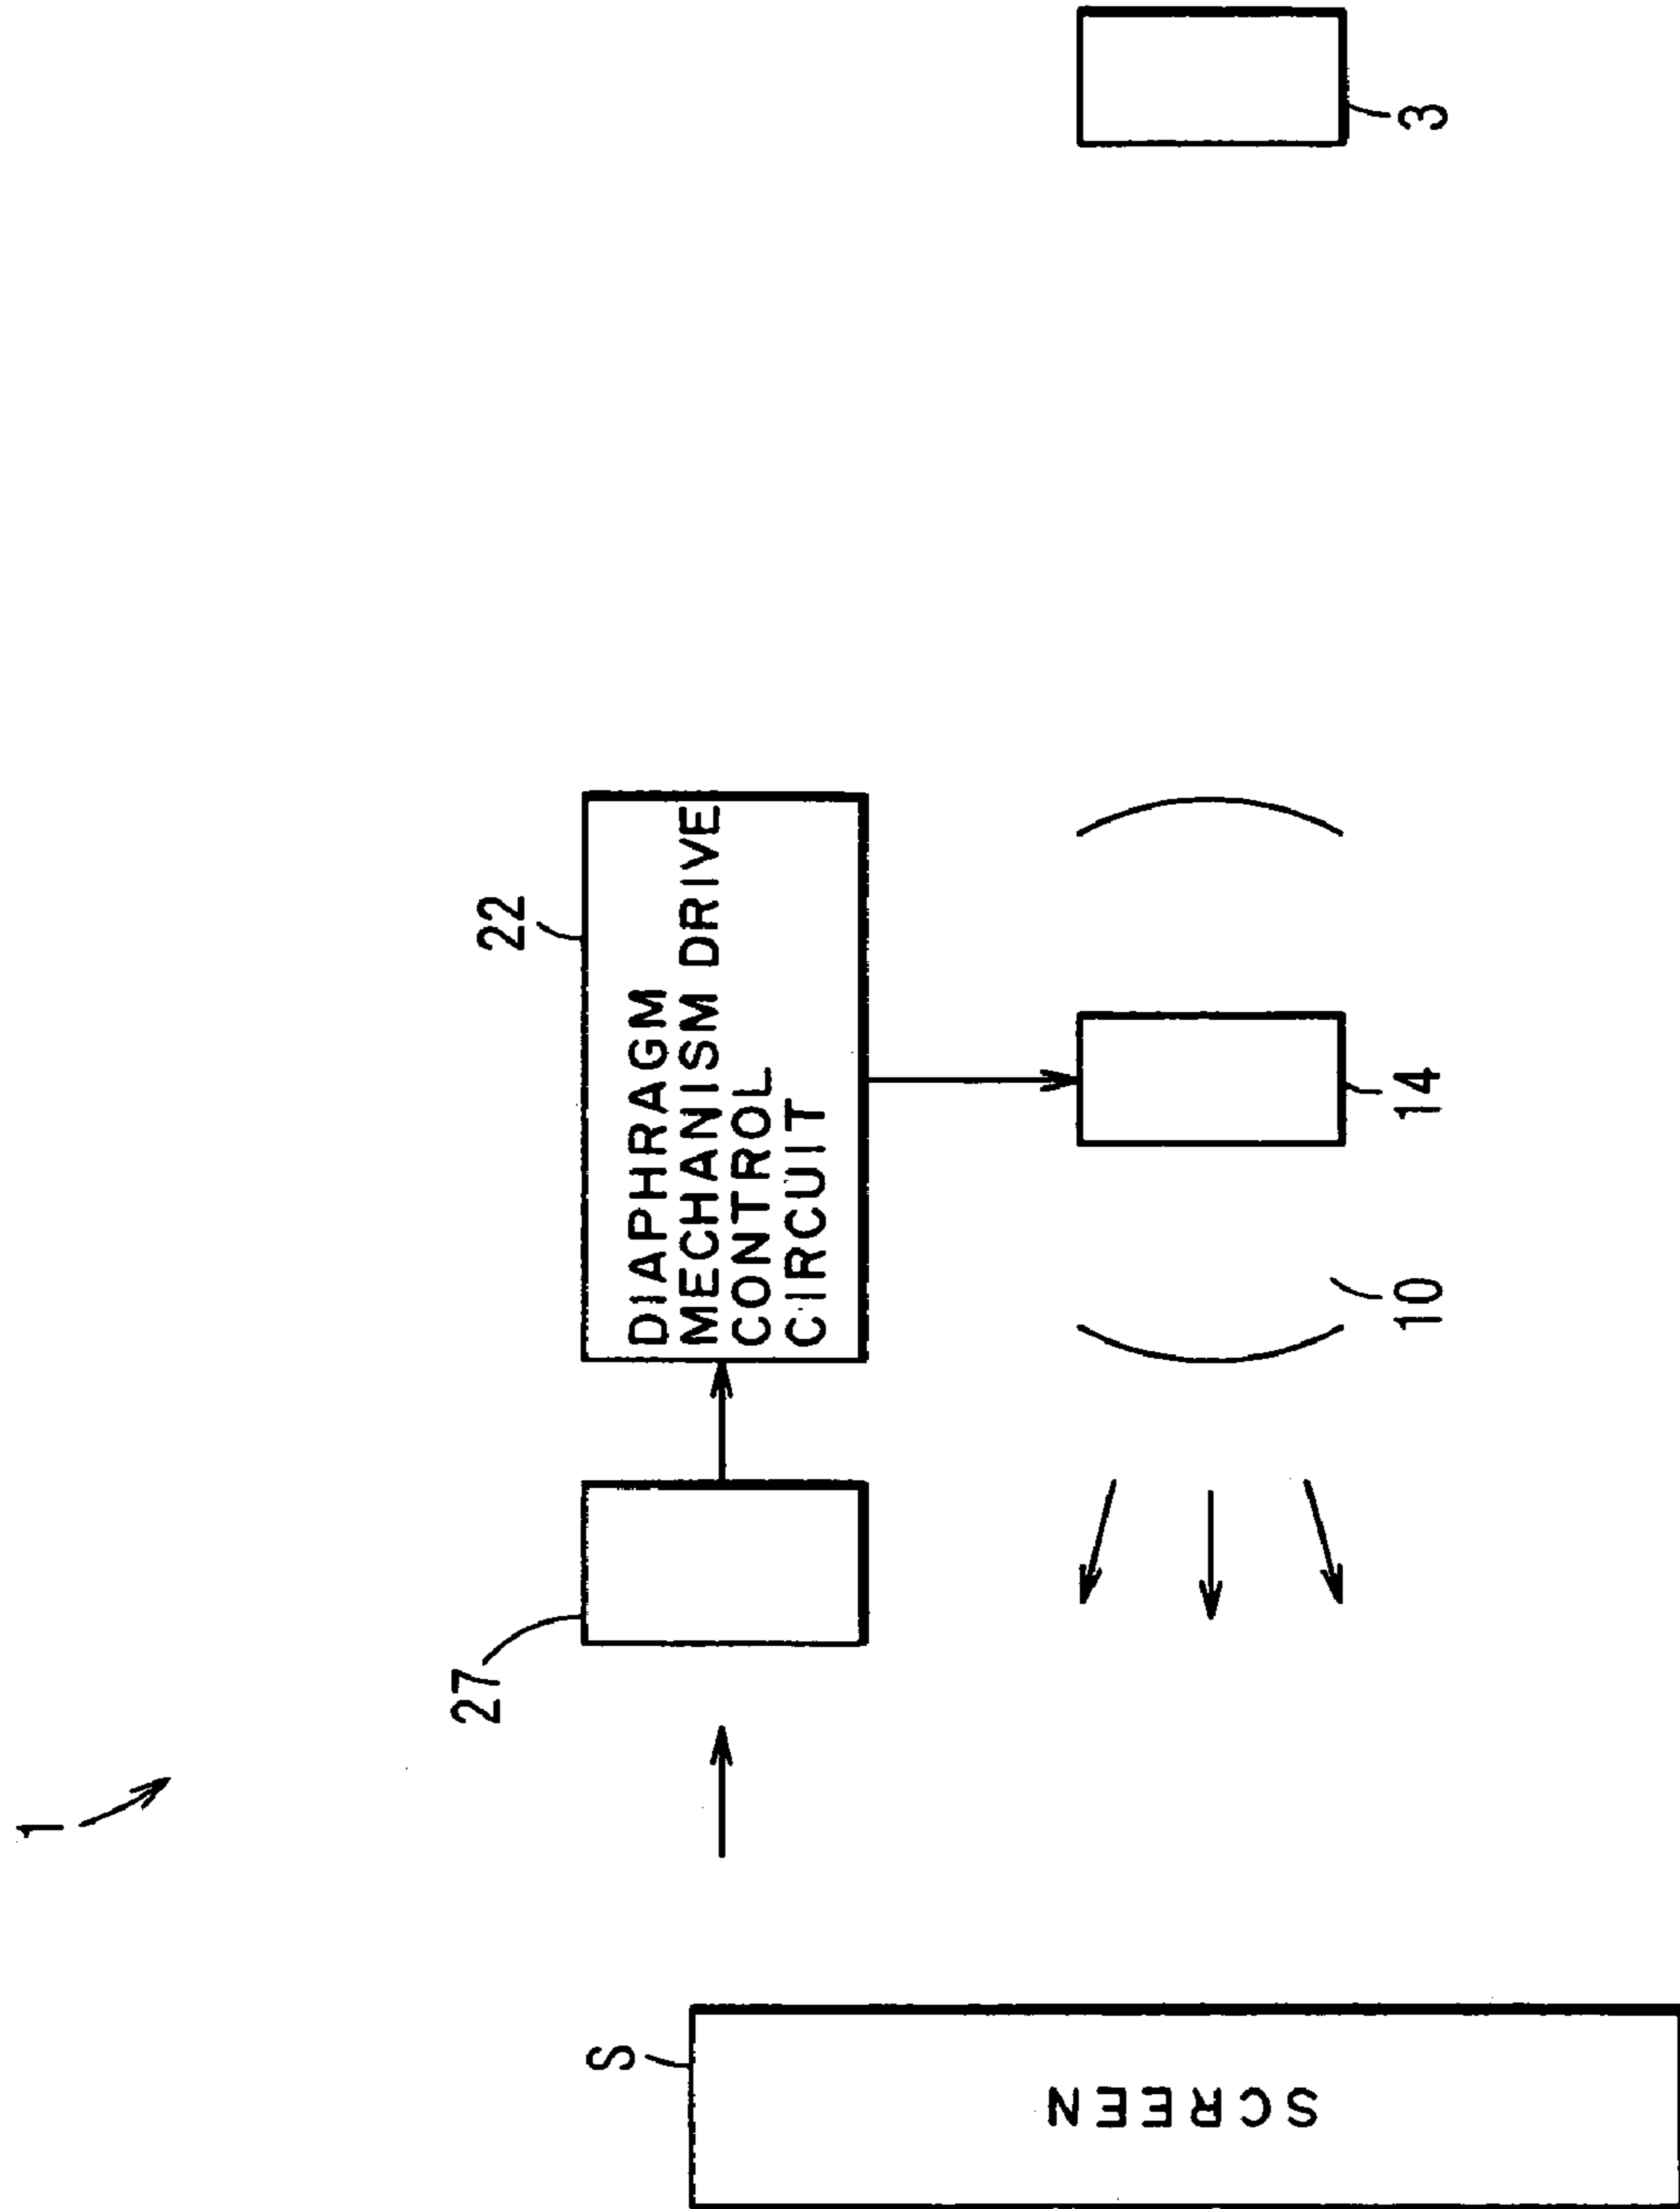 1
S
SCREEN
27
22
DIAPHRAGM
MECHANISM DRIVE
CONTROL
CIRCUIT
10
14
3